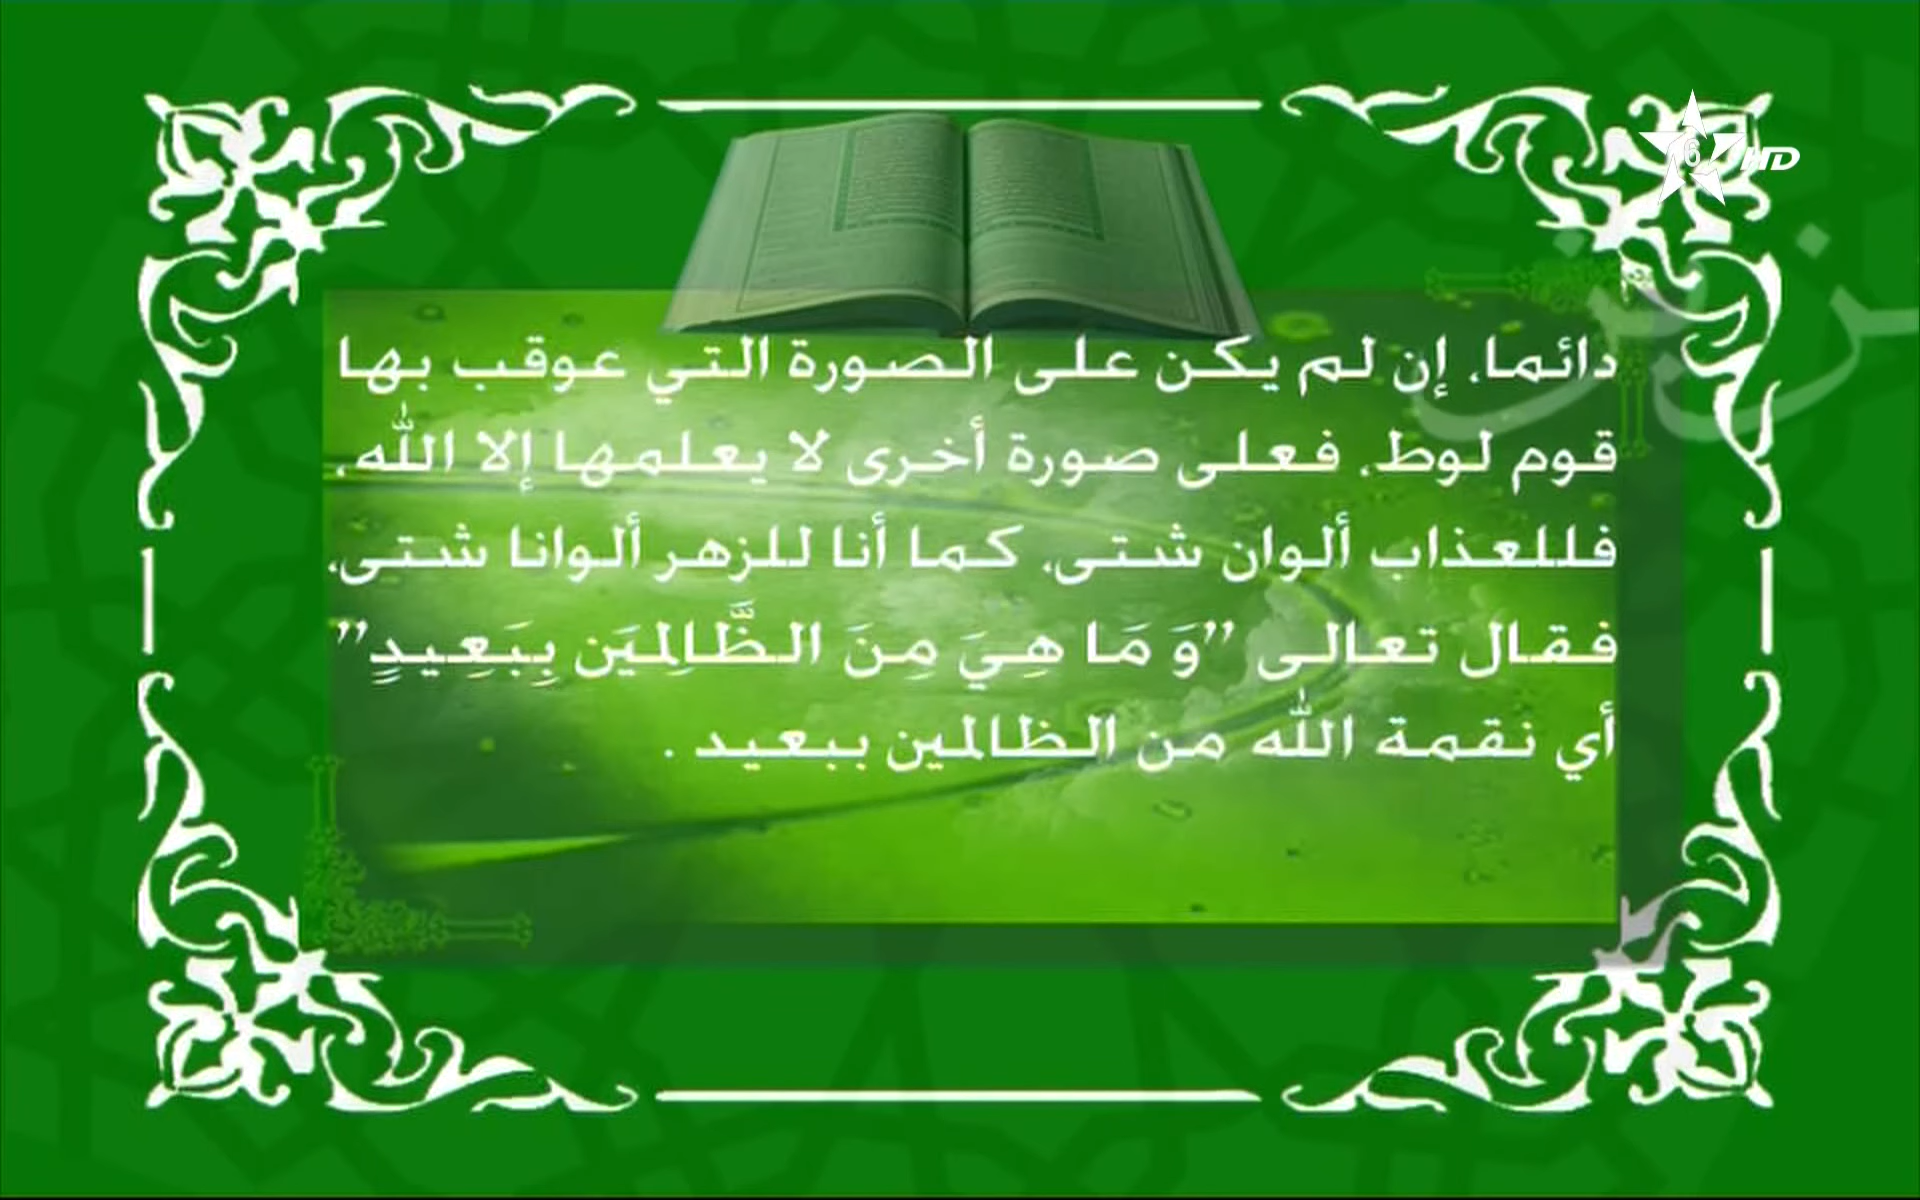 6 HD
دائما، إن لم يكن على الصورة التي عوقب بها
قوم لوط، فعلى صورة أخرى لا يعلمها إلا الله،
فللعذاب ألوان شتى، كما أنا للزهر ألوانا شتى،
فقال تعالى ”وَ مَا هِيَ مِنَ الظَّالِمَِين بِبَعِيدٍ”
أي نقمة الله من الظالمين ببعيد .